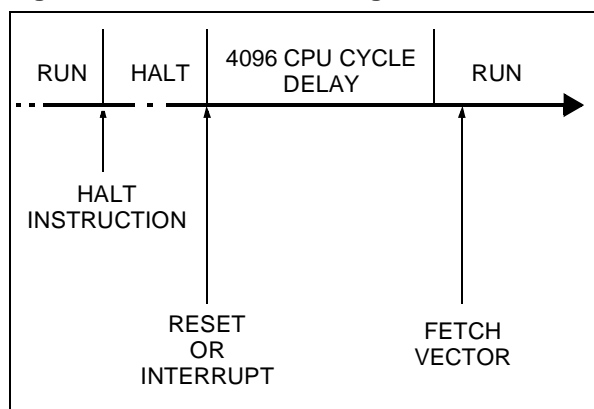 RUN
HALT
4096 CPU CYCLE
DELAY
RUN
HALT
INSTRUCTION
RESET
OR
INTERRUPT
FETCH
VECTOR